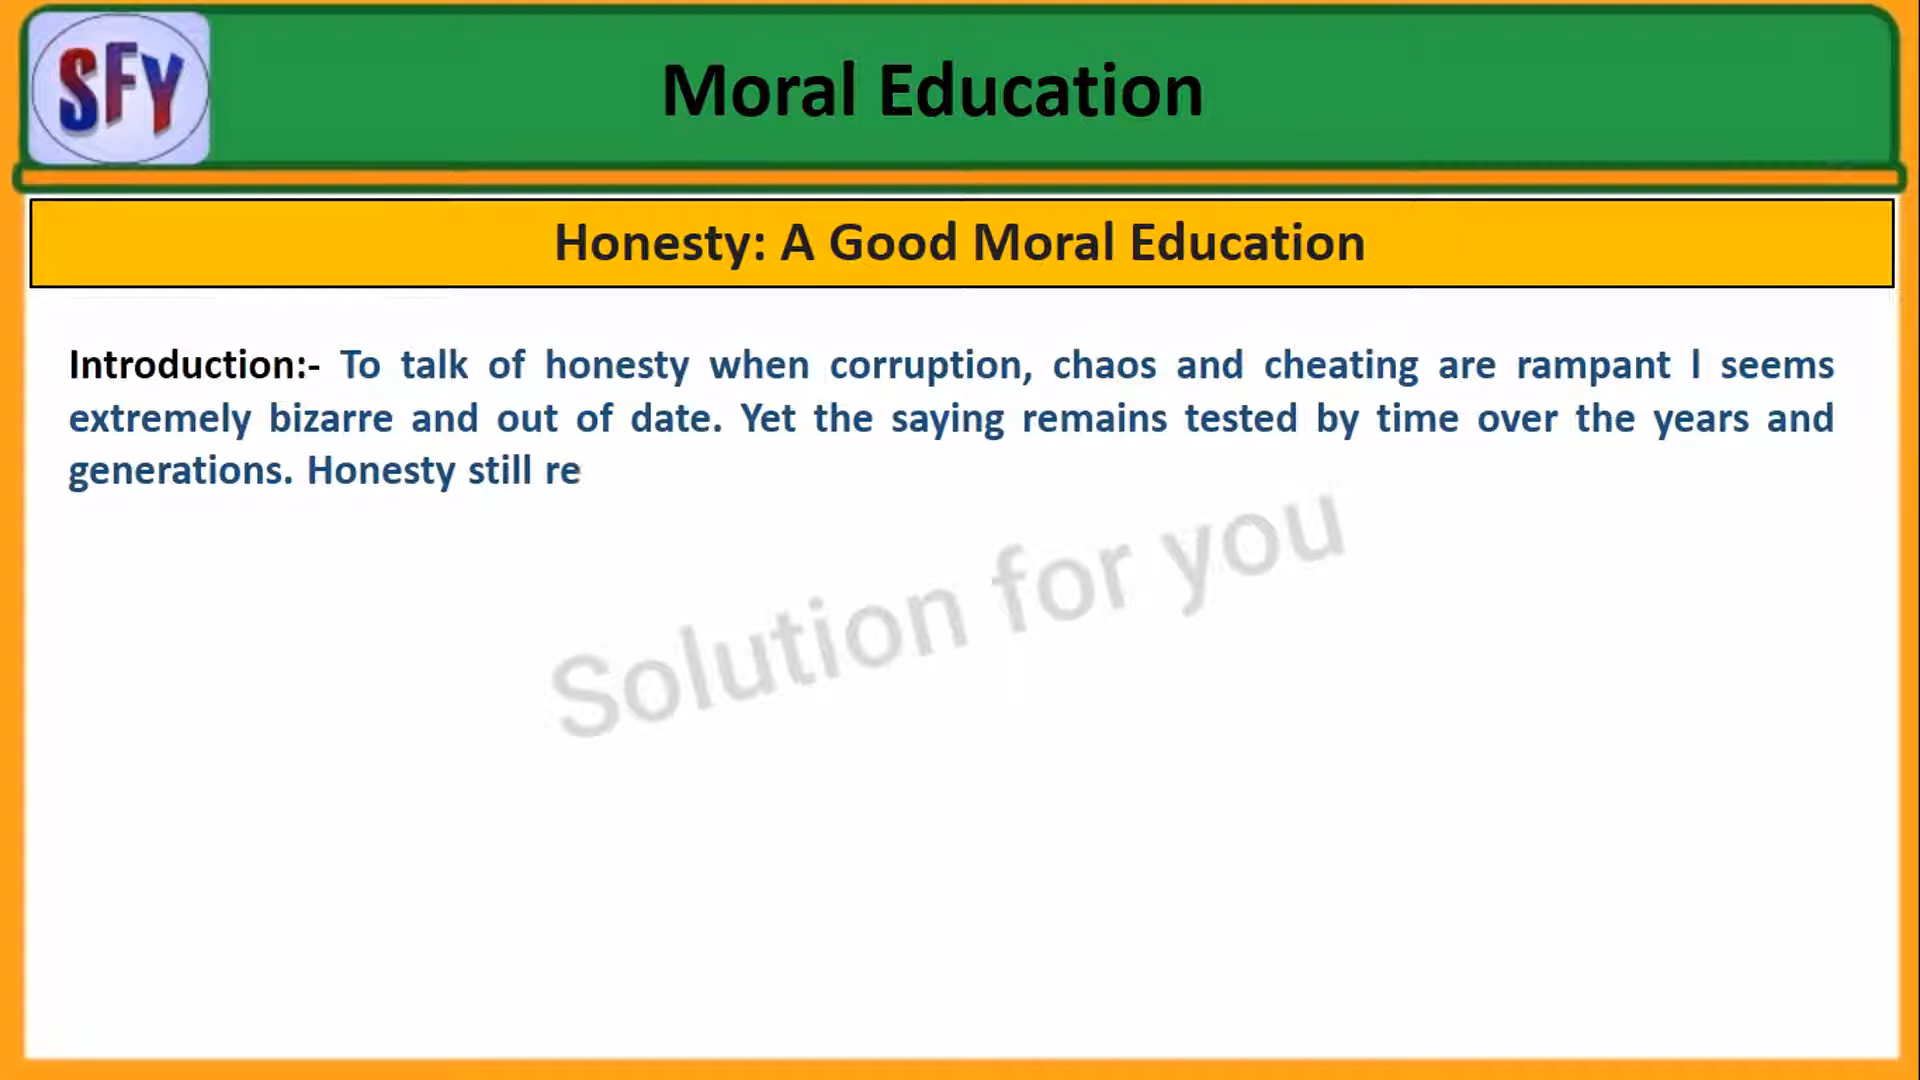 SFY
Moral Education
Honesty: A Good Moral Education
Introduction:- To talk of honesty when corruption, chaos and cheating are rampant I seems
extremely bizarre and out of date. Yet the saying remains tested by time over the years and
generations. Honesty still re
Solution for you